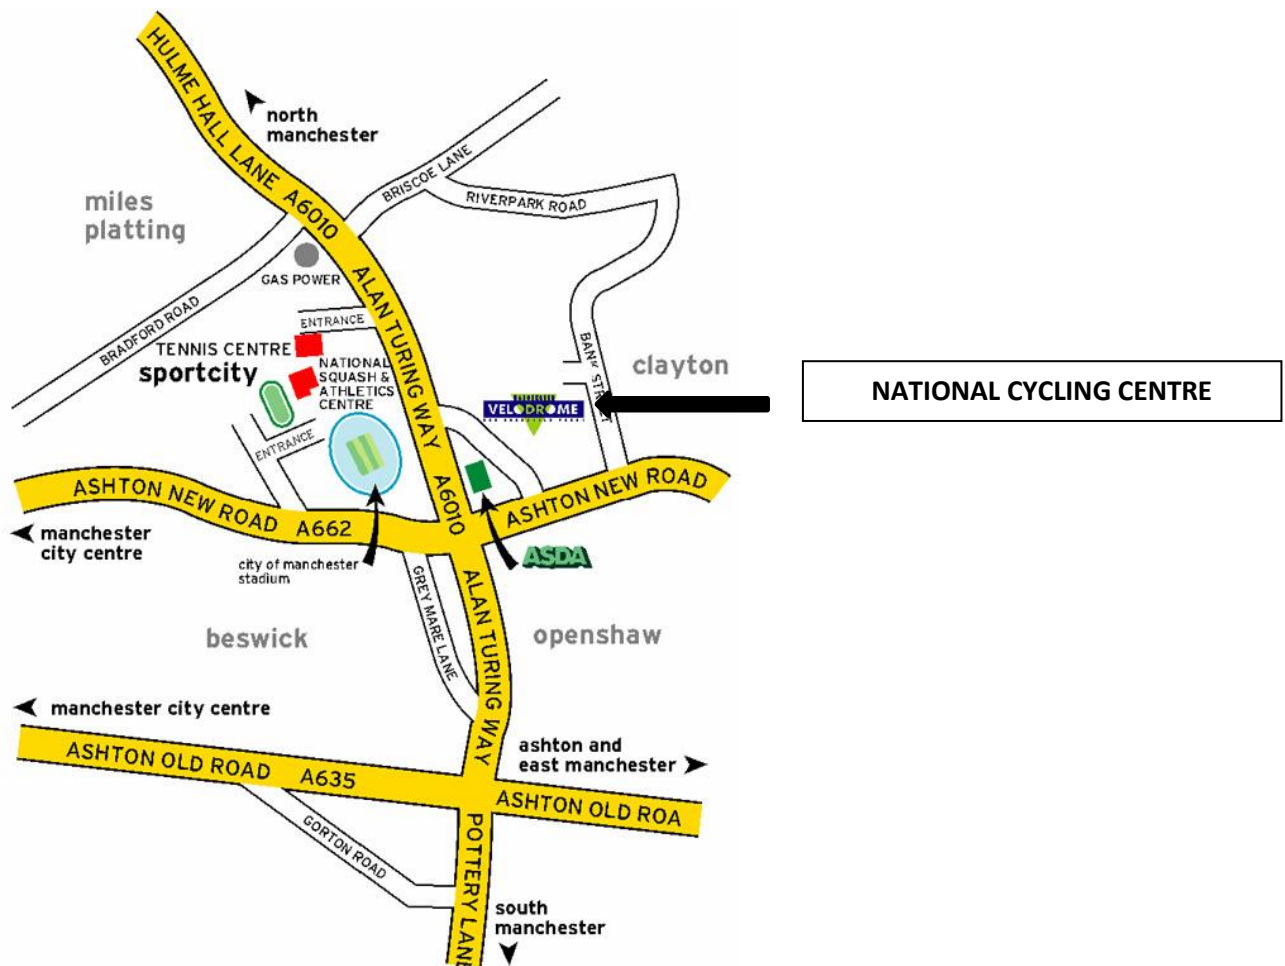 HULME HALL LANE A6010
north
manchester
BRISCOE LANE
RIVERPARK ROAD
miles
platting
GAS POWER
BRADFORD ROAD
ALAN TURING WAY A6010
ENTRANCE
TENNIS CENTRE
sportcity
NATIONAL
SQUASH &
ATHLETICS
CENTRE
clayton
VELODROME
NATIONAL CYCLING CENTRE
ENTRANCE
ASHTON NEW ROAD A662
ASHTON NEW ROAD
manchester
city centre
city of manchester
stadium
ASDA
GREY MARE LANE
ALAN TURING WAY
beswick
openshaw
manchester city centre
ashton and
east manchester
ASHTON OLD ROAD A635
ASHTON OLD ROA
GORTON ROAD
POTTERY LANE
south
manchester